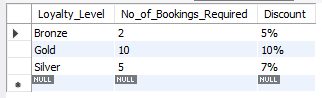 Loyalty_Level No_of_Bookings_Required Discount
Bronze 2 5%
Gold 10 10%
Silver 5 7%
NULL NULL NULL